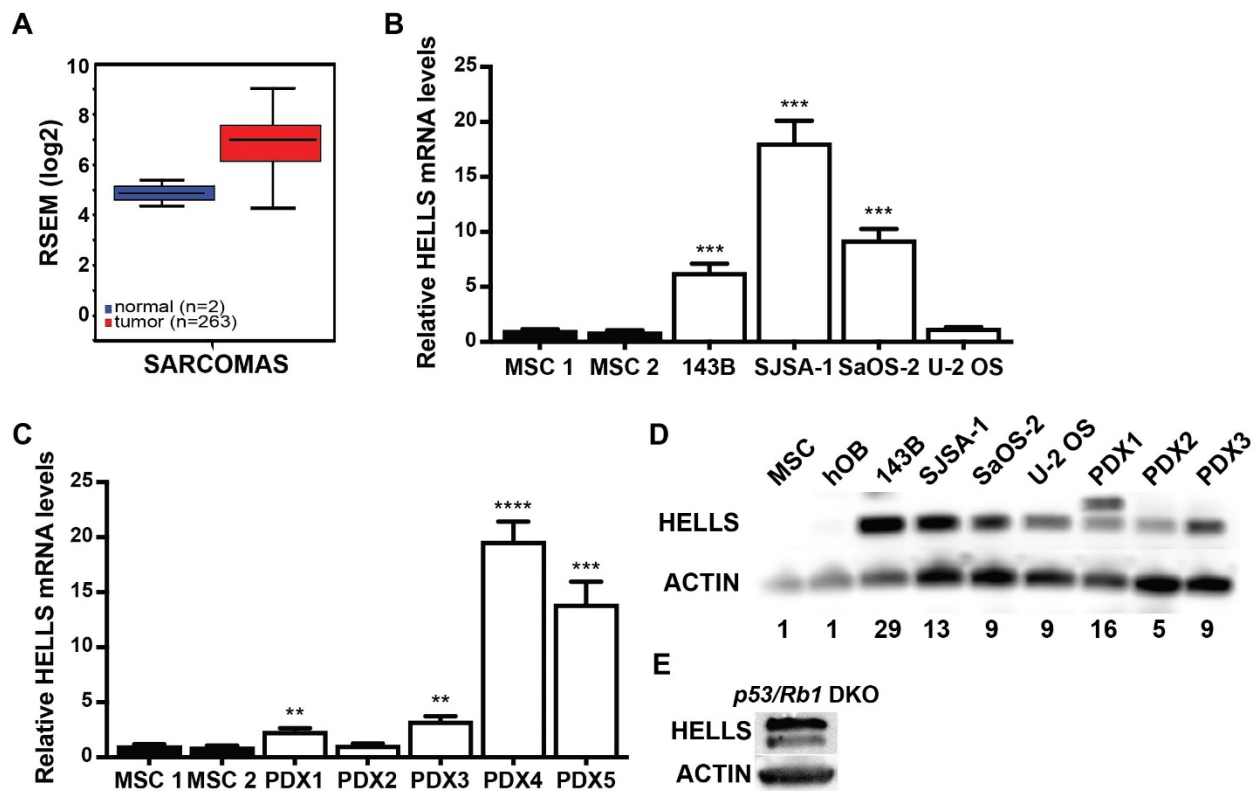 A
RSEM (log2)
10
8
6
4
2
0
normal (n=2)
tumor (n=263)
SARCOMAS
B
Relative HELLS mRNA levels
25
20
15
10
5
0
***
***
***
MSC 1 MSC 2 143B SJSA-1 SaOS-2 U-2 OS
C
Relative HELLS mRNA levels
25
20
15
10
5
0
**
**
****
***
MSC 1 MSC 2 PDX1 PDX2 PDX3 PDX4 PDX5
D
MSC hOB 143B SJSA-1 SaOS-2 U-2 OS PDX1 PDX2 PDX3
HELLS
ACTIN
1 1 29 13 9 9 16 5 9
E
p53/Rb1 DKO
HELLS
ACTIN